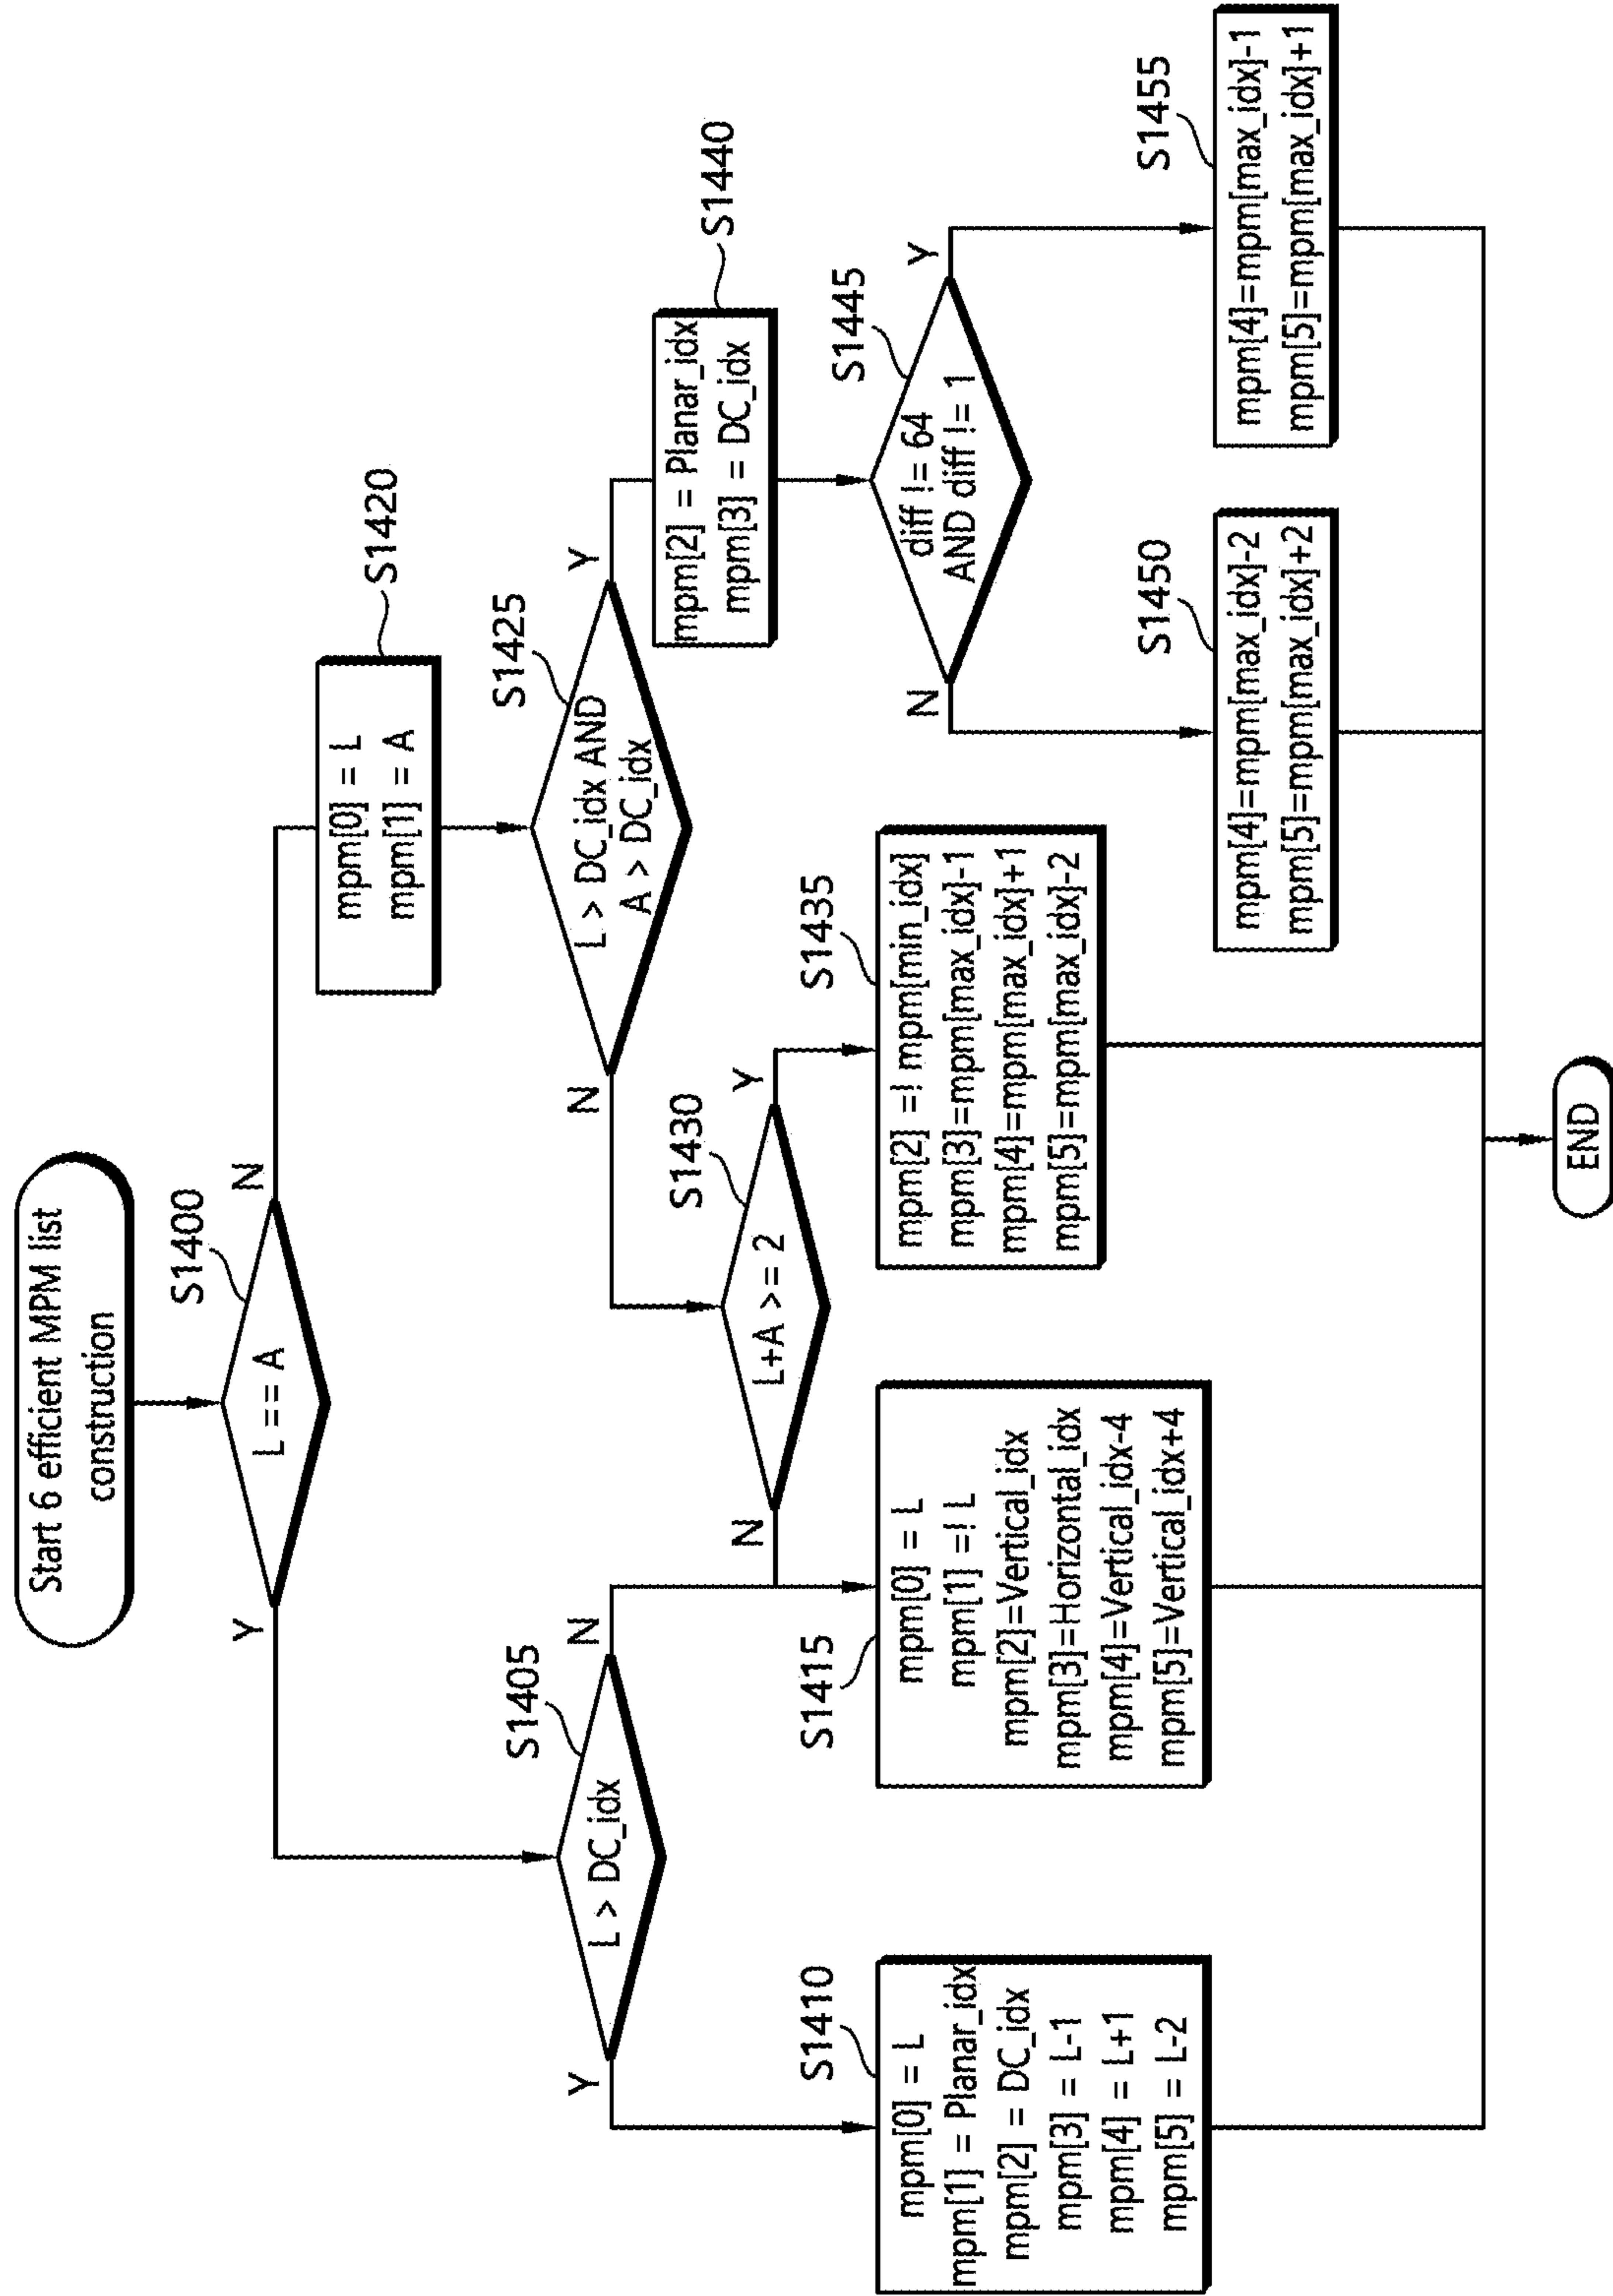 Start 6 efficient MPM list
construction
S1400
L == A
Y
N
S1405
L > DC_idx
Y
N
S1410
mpm[0] = L
mpm[1] = Planar_idx
mpm[2] = DC_idx
mpm[3] = L-1
mpm[4] = L+1
mpm[5] = L-2
S1415
mpm[0] = L
mpm[1] =! L
mpm[2]=Vertical_idx
mpm[3]=Horizontal_idx
mpm[4]=Vertical_idx-4
mpm[5]=Vertical_idx+4
S1420
mpm[0] = L
mpm[1] = A
S1425
L > DC_idx AND
A > DC_idx
N
Y
S1430
L+A >= 2
N
Y
S1435
mpm[2] =! mpm[min_idx]
mpm[3]=mpm[max_idx]-1
mpm[4]=mpm[max_idx]+1
mpm[5]=mpm[max_idx]-2
S1440
mpm[2] = Planar_idx
mpm[3] = DC_idx
S1445
diff != 64
AND diff != 1
N
Y
S1450
mpm[4]=mpm[max_idx]-2
mpm[5]=mpm[max_idx]+2
S1455
mpm[4]=mpm[max_idx]-1
mpm[5]=mpm[max_idx]+1
END